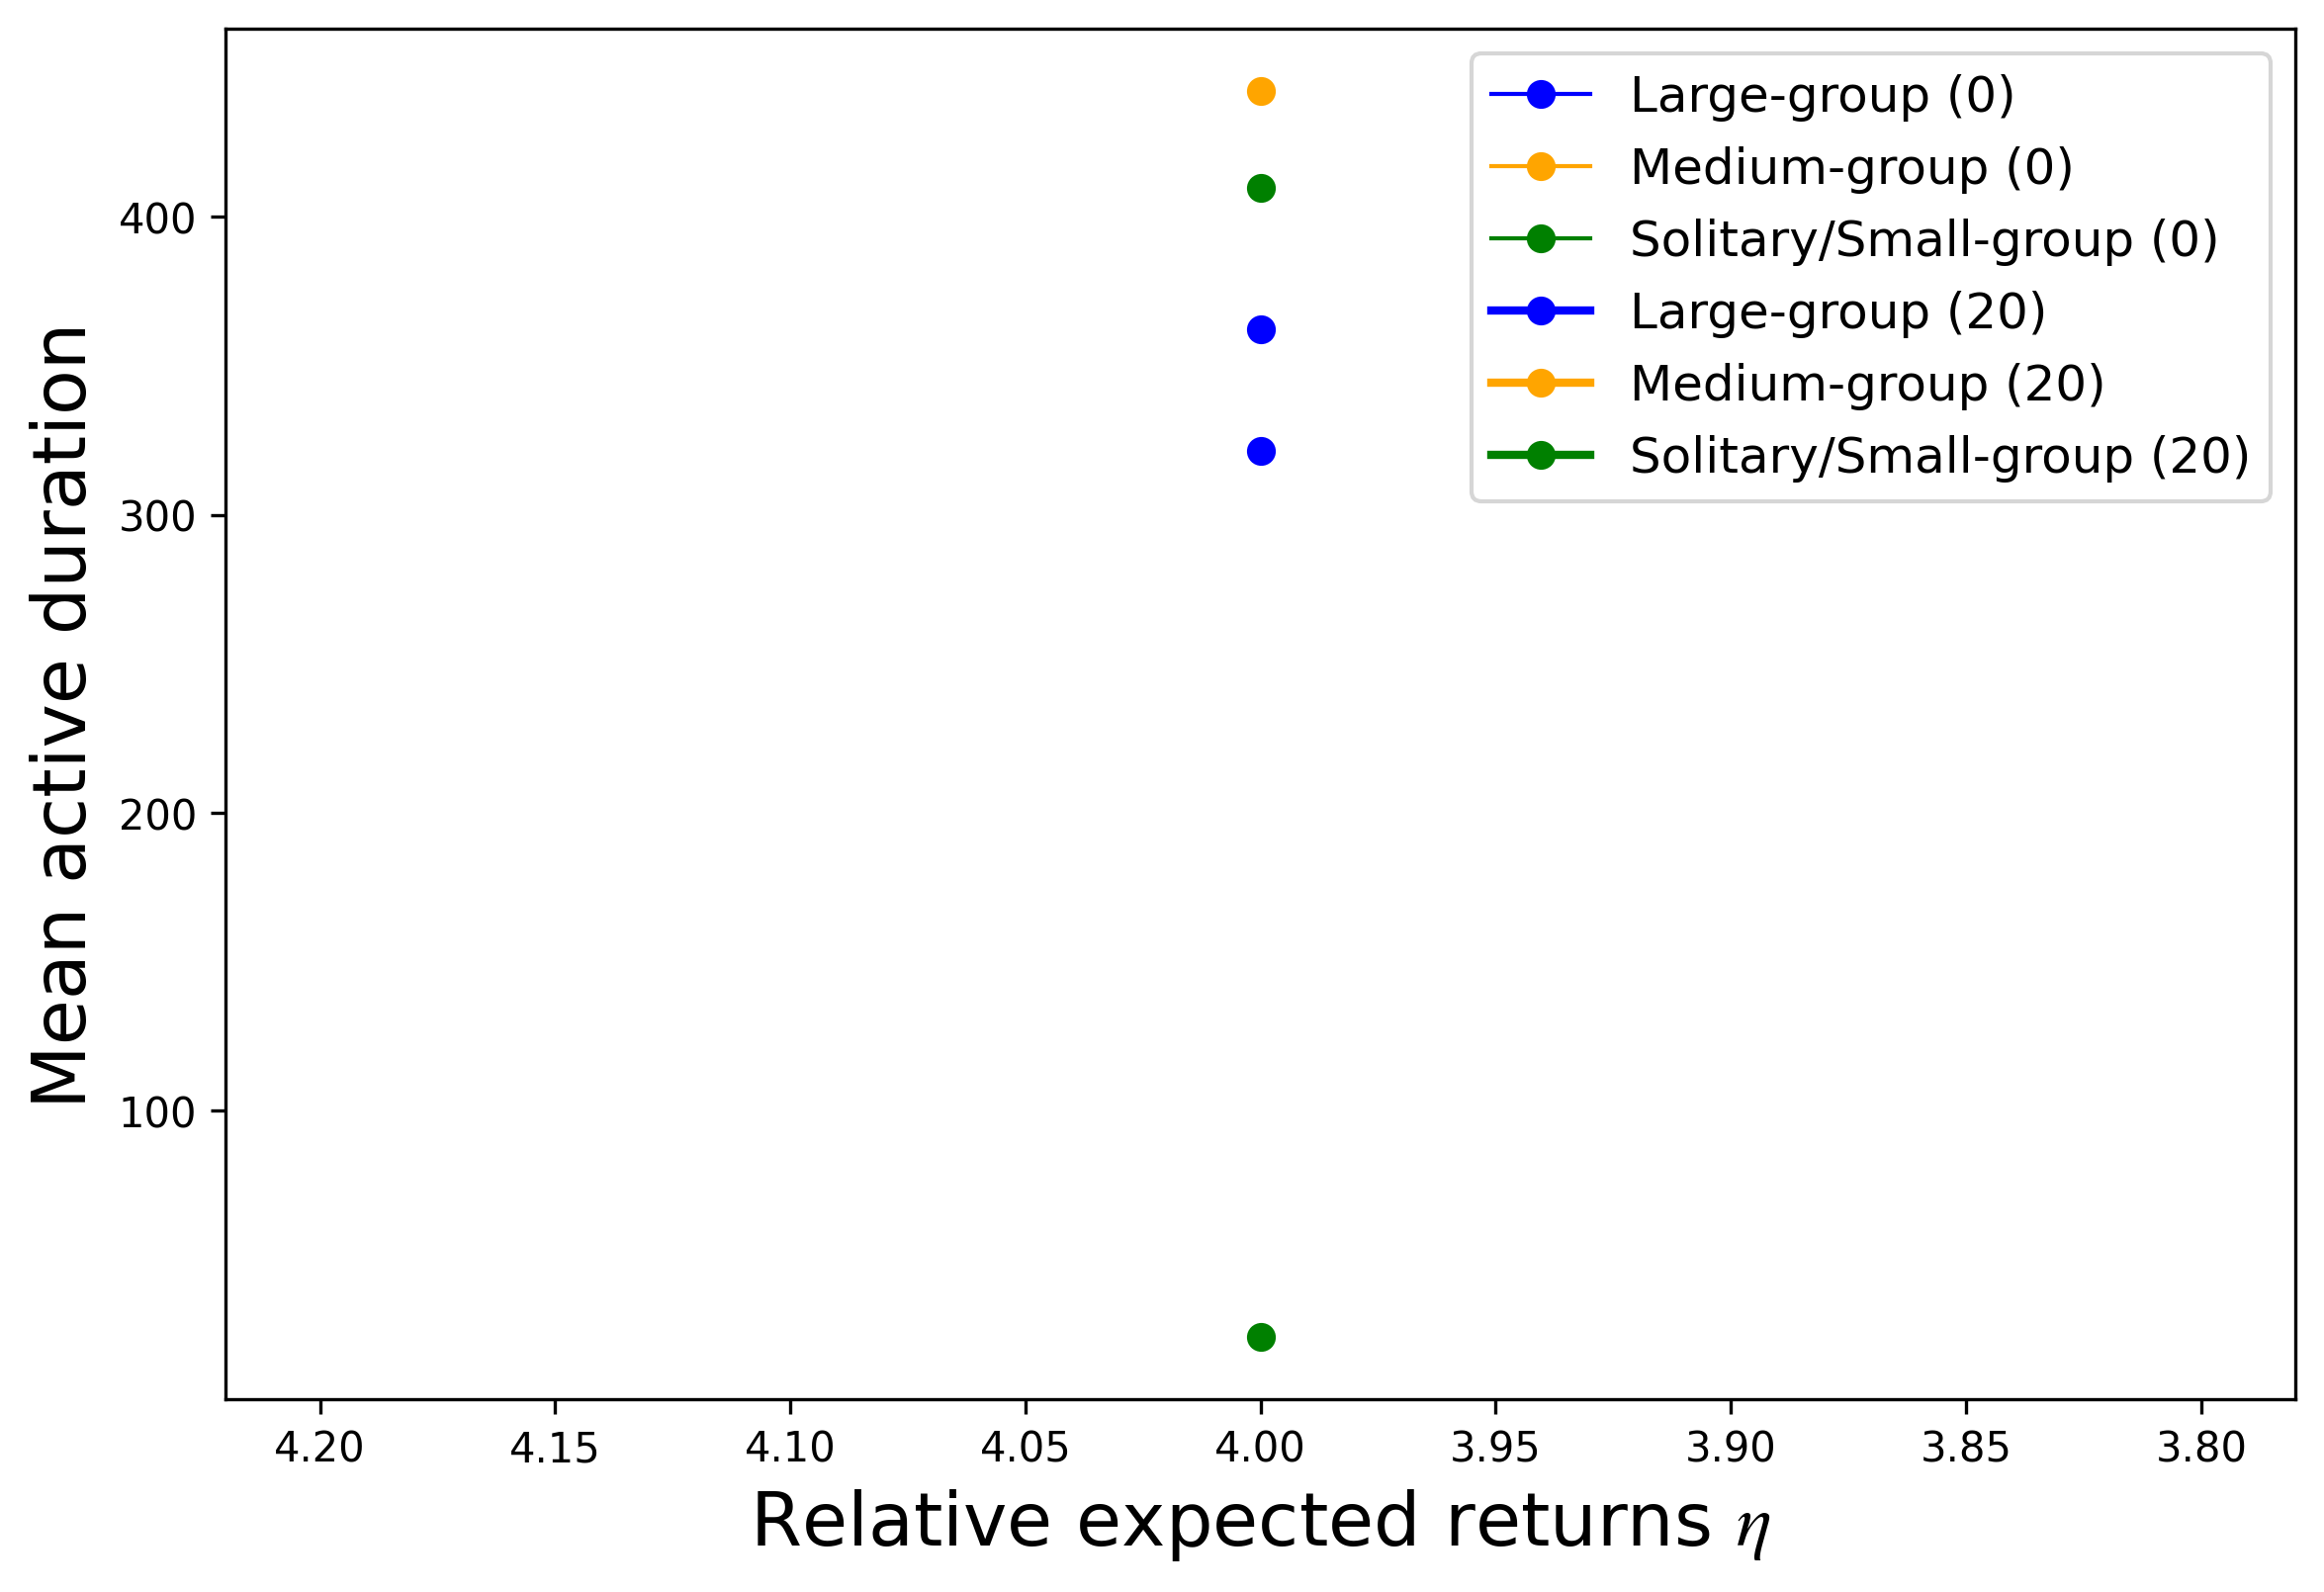 Large-group (0)
Medium-group (0)
Solitary/Small-group (0)
Large-group (20)
Medium-group (20)
Solitary/Small-group (20)
Mean active duration
400
300
200
100
4.20 4.15 4.10 4.05 4.00 3.95 3.90 3.85 3.80
Relative expected returns η